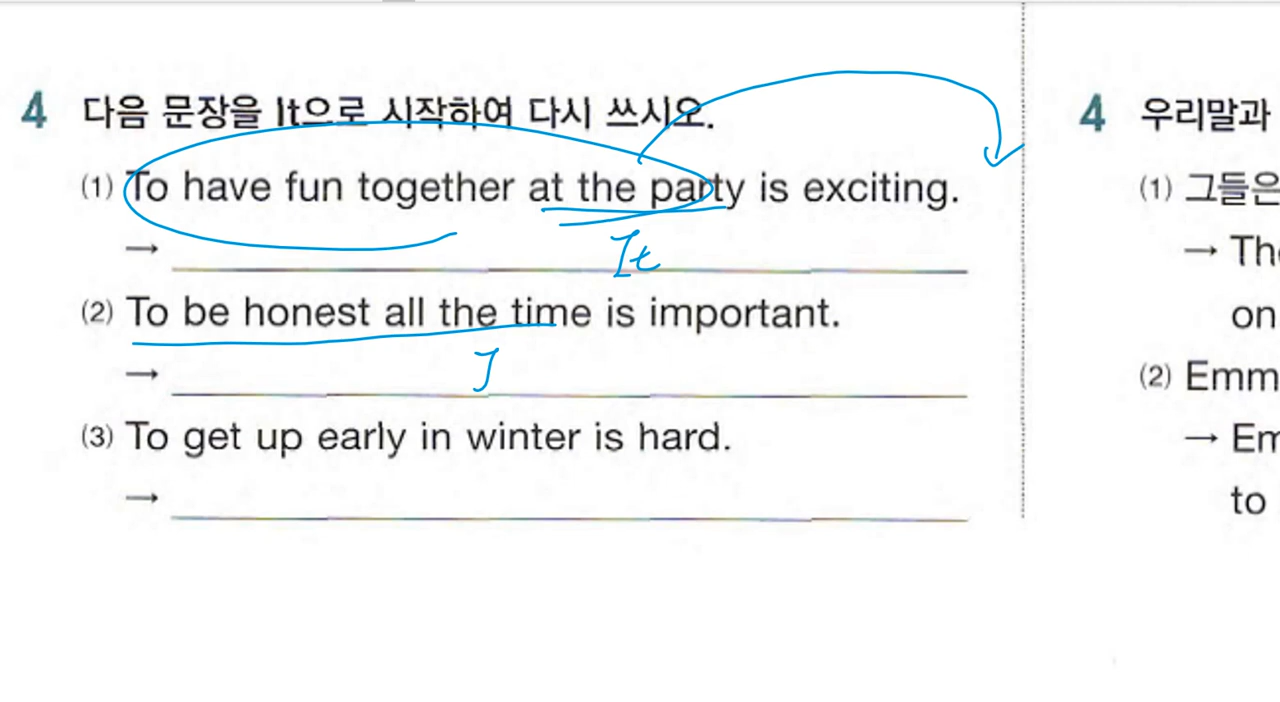 4 다음 문장을 It으로 시작하여 다시 쓰시오.
(1) To have fun together at the party is exciting.
→
It
(2) To be honest all the time is important.
→
I
(3) To get up early in winter is hard.
→
4 우리말과
(1) 그들은
→ The
on
(2) Emm
→ Em
to